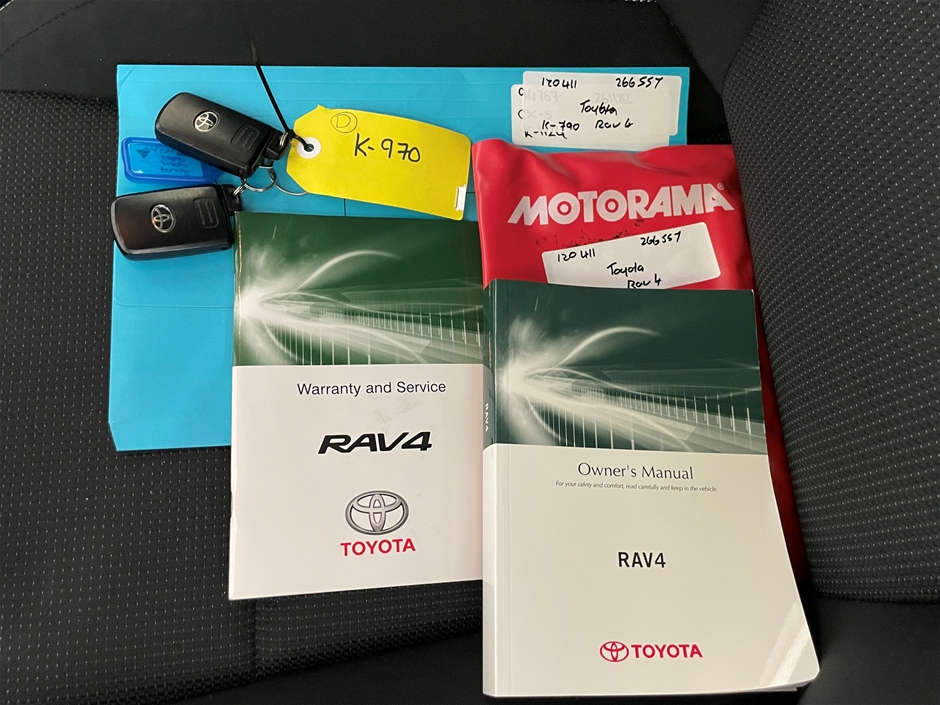 120411 266557
Toyota
K-790 Rav 4
D
K-970
MOTORAMA
120411 266557
Toyota
Rav 4
Warranty and Service
RAV4
TOYOTA
RAV4
Owner's Manual
For your safety and comfort, read carefully and keep in the vehicle.
RAV4
TOYOTA